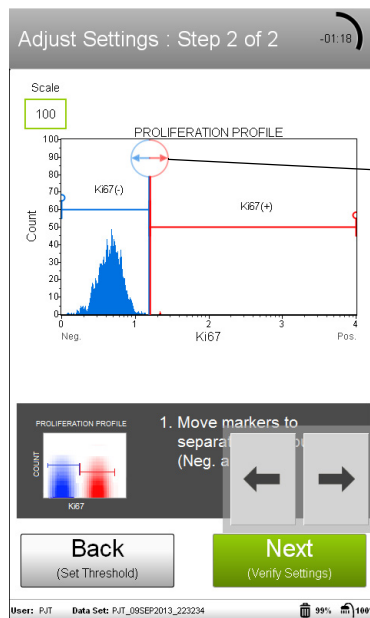 Adjust Settings : Step 2 of 2
-01:18
Scale
100
PROLIFERATION PROFILE
100
90
80
70
60
50
40
30
20
10
0
Count
Ki67(-)
Ki67(+)
0 1 2 3 4
Neg. Ki67 Pos.
PROLIFERATION PROFILE
COUNT
Ki67
1. Move markers to
(Neg.
Back
(Set Threshold)
Next
(Verify Settings)
User: PJT Data Set: PJT_09SEP2013_223234 99% 100%